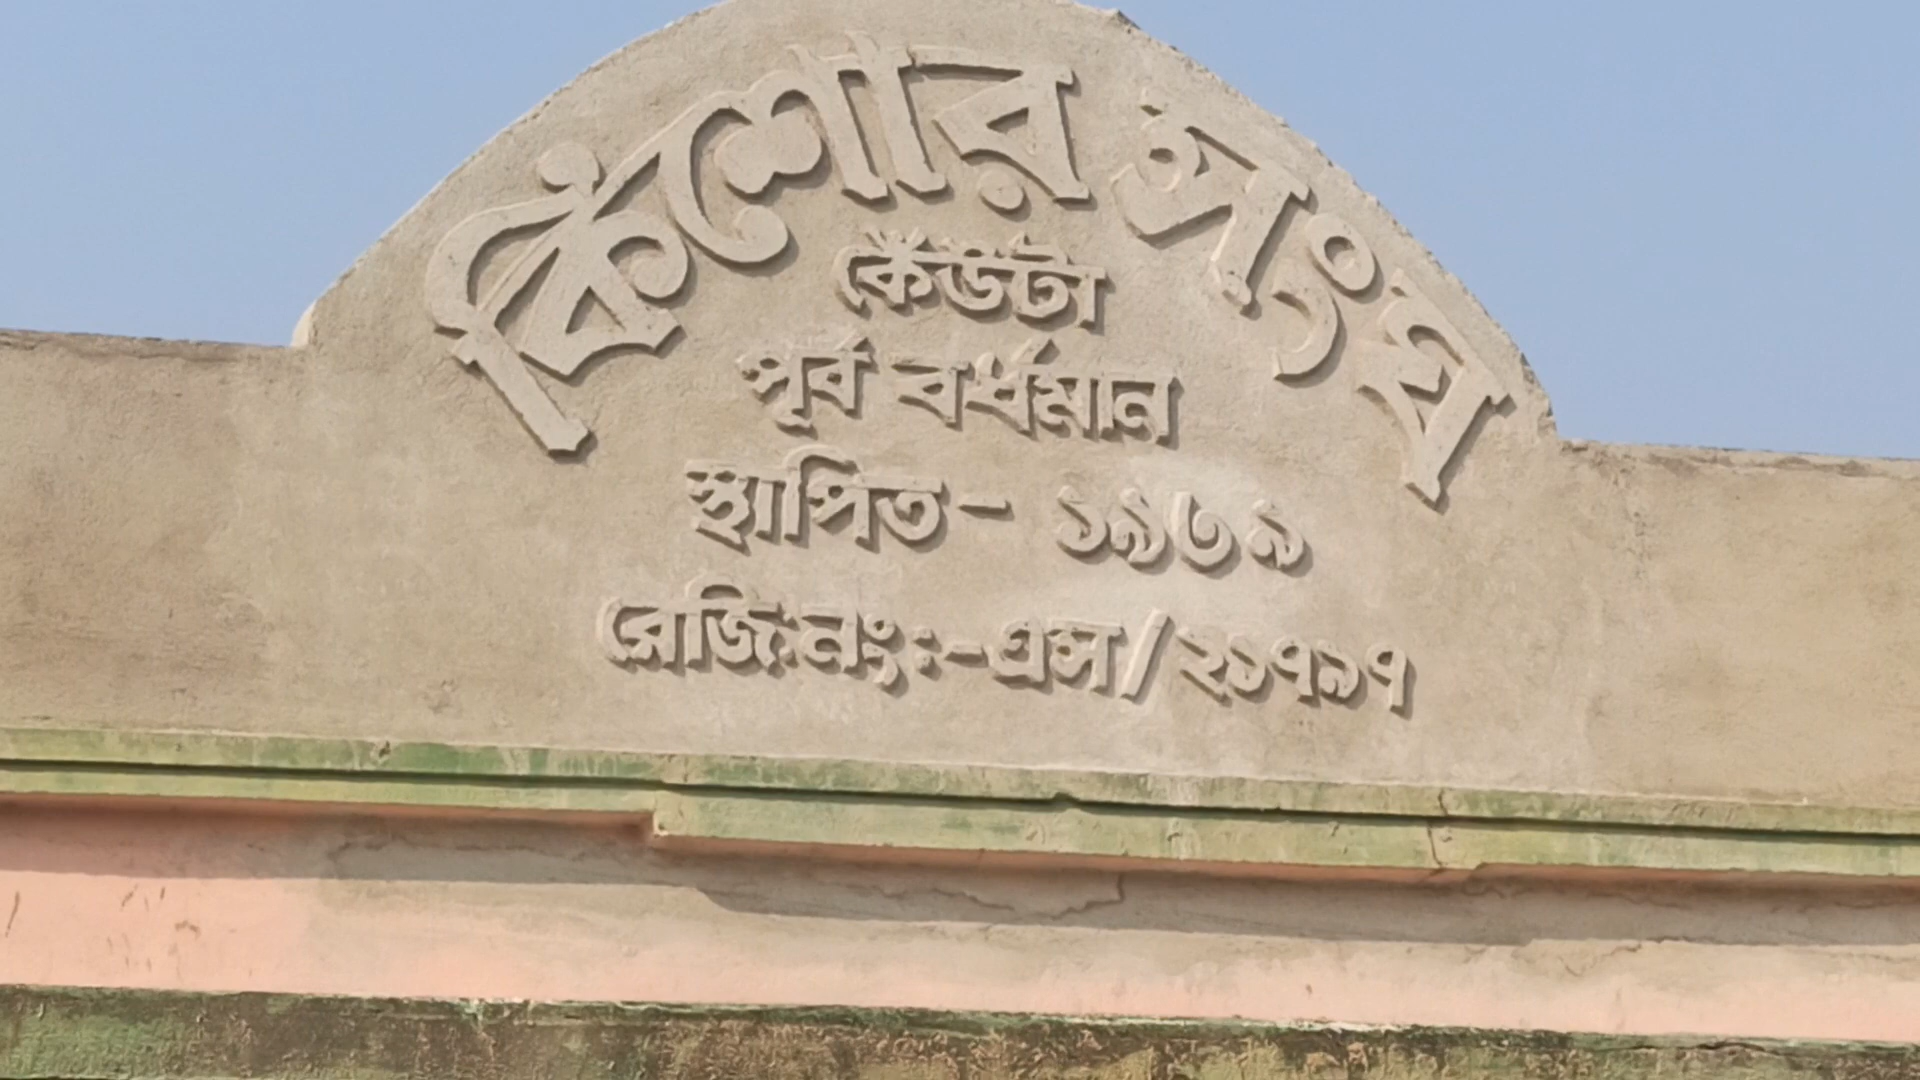 কিশোর সংঘ
কেঁউটা
পূর্ব বর্ধমান
স্থাপিত - ১৯৬৯
রেজিঃনং:-এস/২১৭৯৭